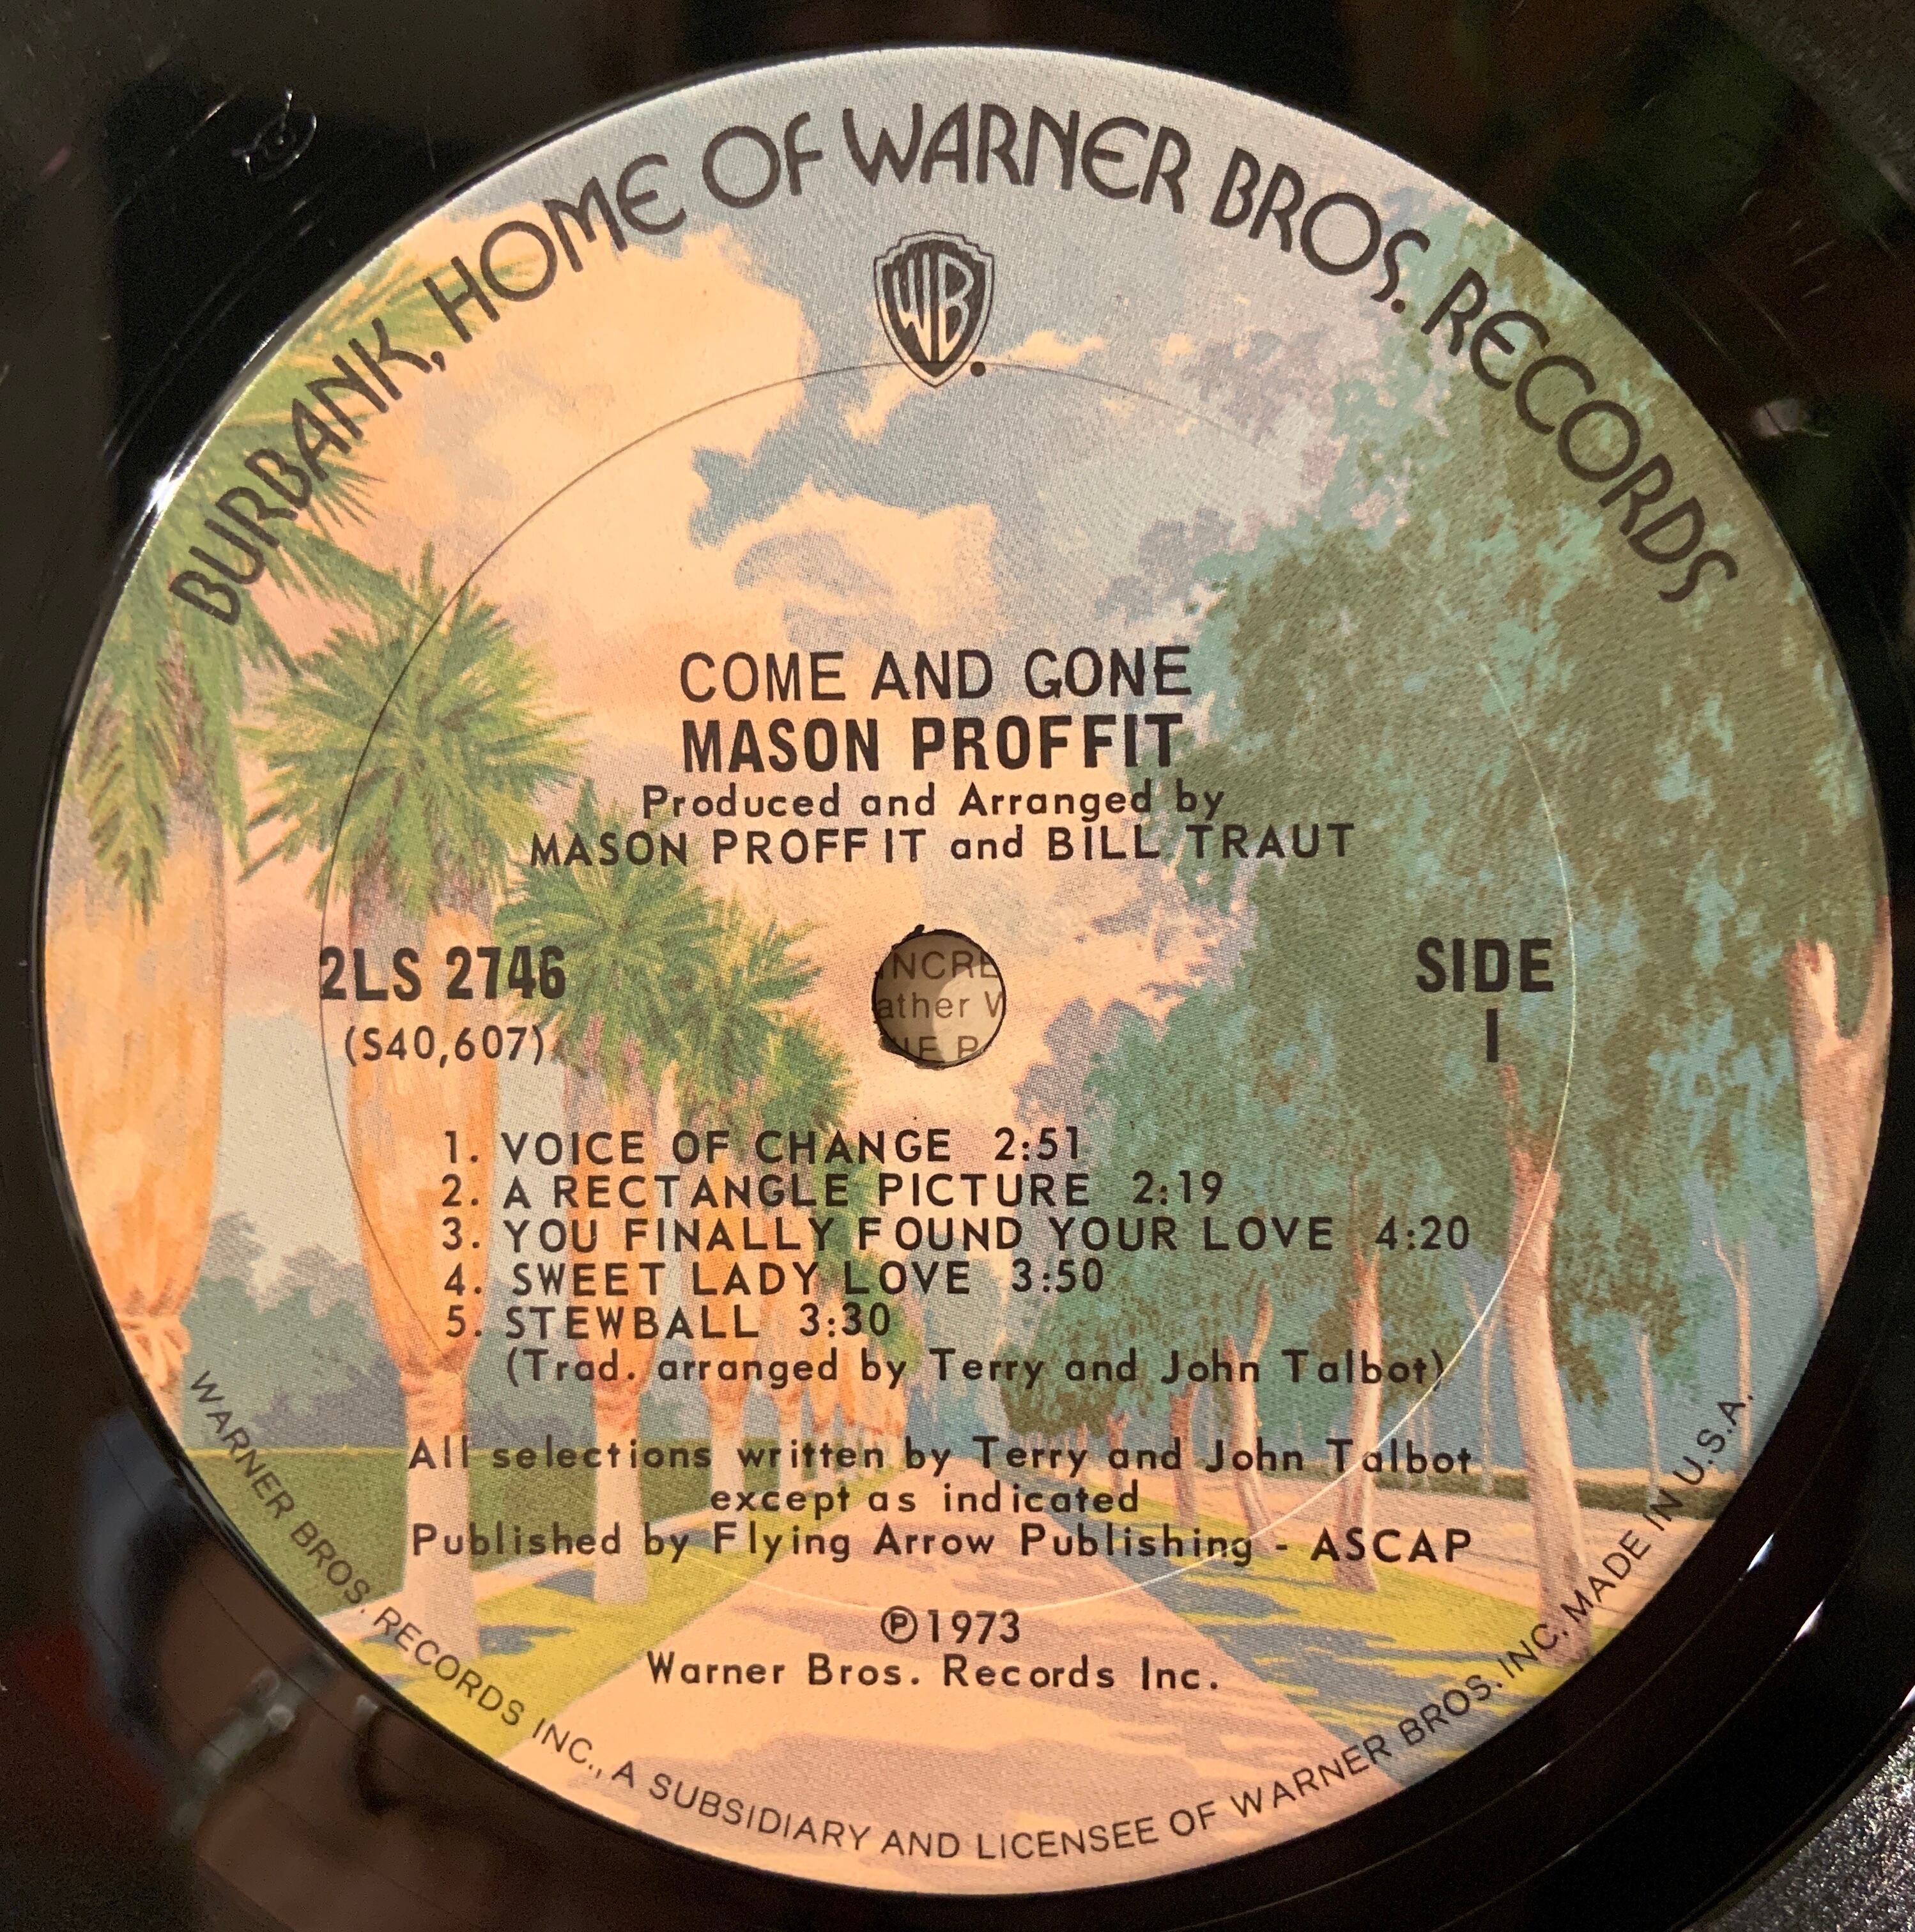 BURBANK, HOME OF WARNER BROS. RECORDS
WB
COME AND GONE
MASON PROFFIT
Produced and Arranged by
MASON PROFFIT and BILL TRAUT
2LS 2746
(S40,607)
SIDE
1
1. VOICE OF CHANGE 2:51
2. A RECTANGLE PICTURE 2:19
3. YOU FINALLY FOUND YOUR LOVE 4:20
4. SWEET LADY LOVE 3:50
5. STEWBALL 3:30
(Trad. arranged by Terry and John Talbot)
All selections written by Terry and John Talbot
except as indicated
Published by Flying Arrow Publishing - ASCAP
℗1973
Warner Bros. Records Inc.
WARNER BROS. RECORDS INC., A SUBSIDIARY AND LICENSEE OF WARNER BROS. INC. MADE IN U.S.A.